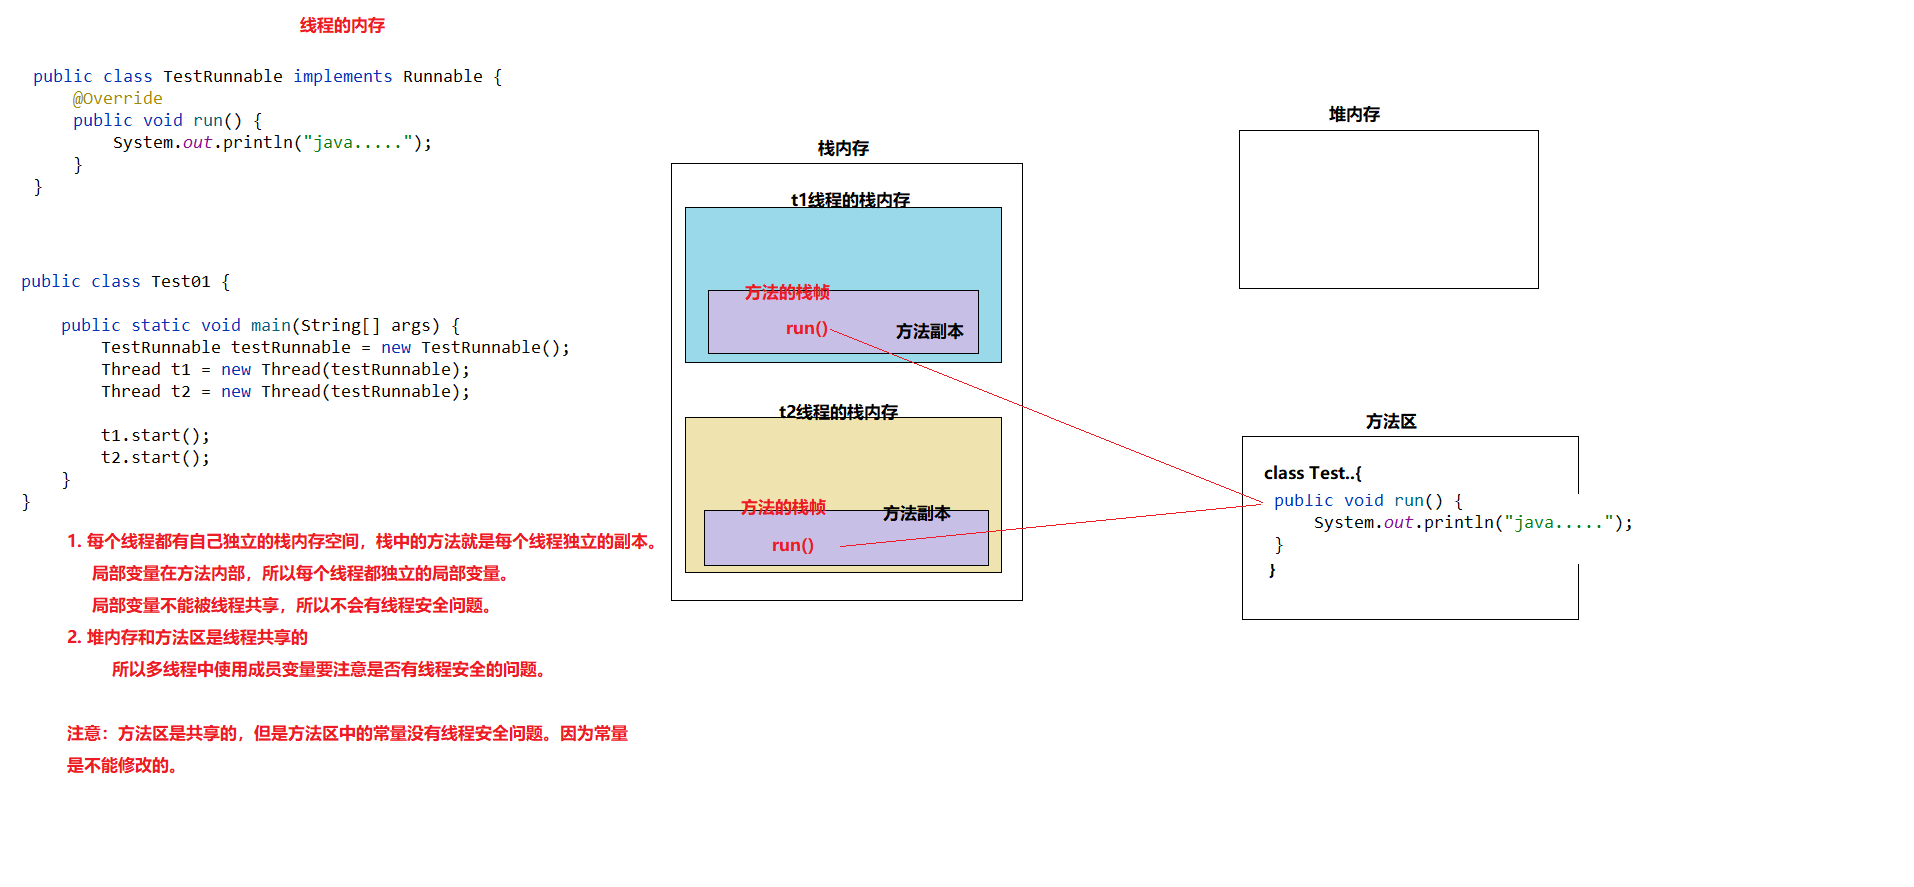 线程的内存
public class TestRunnable implements Runnable {
@Override
public void run() {
System.out.println("java.....");
}
}
public class Test01 {
public static void main(String[] args) {
TestRunnable testRunnable = new TestRunnable();
Thread t1 = new Thread(testRunnable);
Thread t2 = new Thread(testRunnable);
t1.start();
t2.start();
}
}
1. 每个线程都有自己独立的栈内存空间，栈中的方法就是每个线程独立的副本。
局部变量在方法内部，所以每个线程都独立的局部变量。
局部变量不能被线程共享，所以不会有线程安全问题。
2. 堆内存和方法区是线程共享的
所以多线程中使用成员变量要注意是否有线程安全的问题。
注意：方法区是共享的，但是方法区中的常量没有线程安全问题。因为常量
是不能修改的。
栈内存
t1线程的栈内存
方法的栈帧
run()
方法副本
t2线程的栈内存
方法的栈帧
方法副本
run()
堆内存
方法区
class Test..{
public void run() {
System.out.println("java.....");
}
}